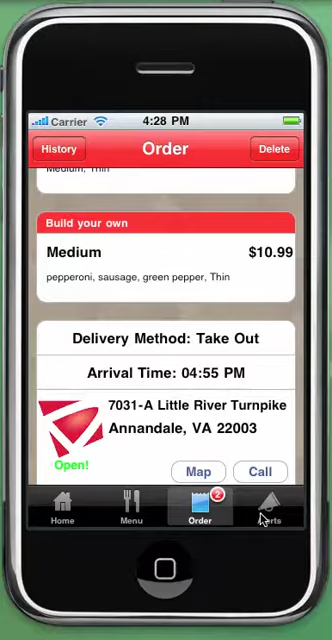 Carrier 4:28 PM
History Order Delete
Medium, Thin
Build your own
Medium $10.99
pepperoni, sausage, green pepper, Thin
Delivery Method: Take Out
Arrival Time: 04:55 PM
7031-A Little River Turnpike
Annandale, VA 22003
Open! Map Call
2
Home Menu Order Alerts